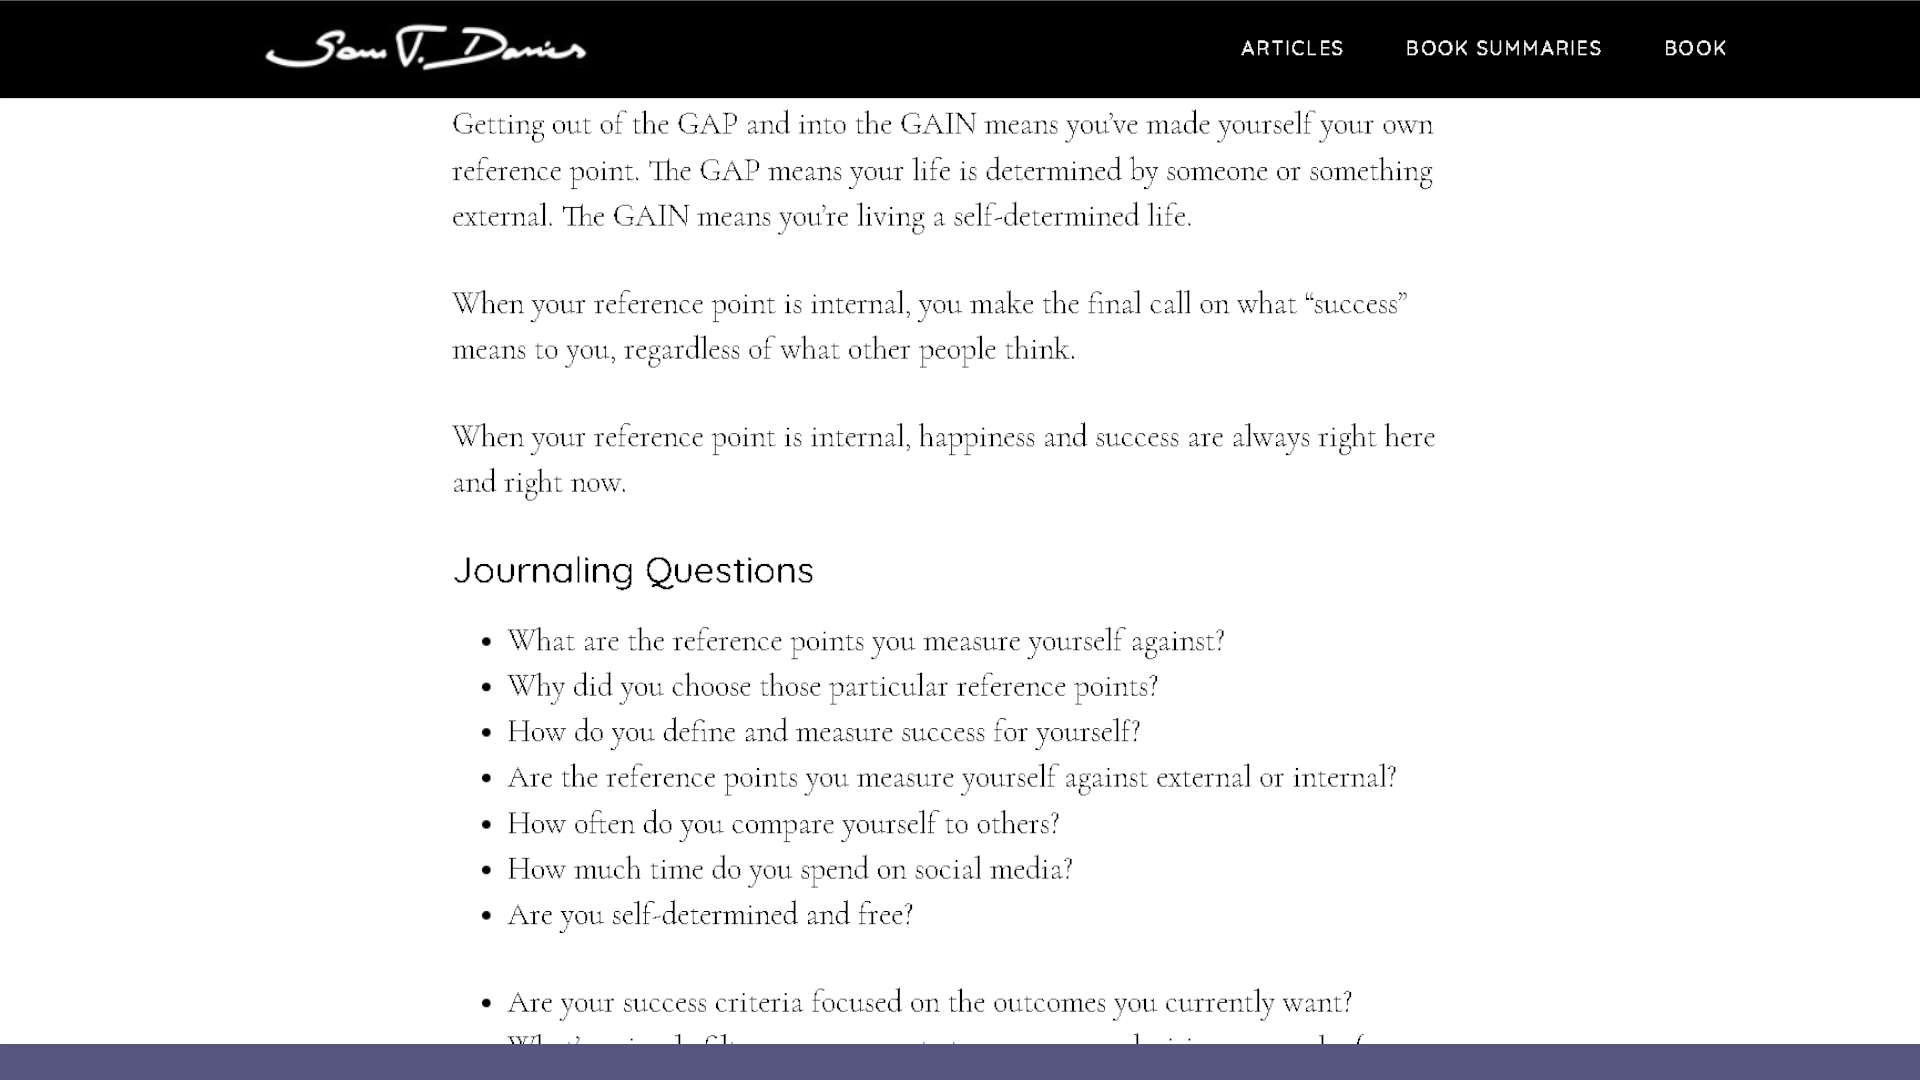 Sam T. Davies
ARTICLES
BOOK SUMMARIES
BOOK
Getting out of the GAP and into the GAIN means you’ve made yourself your own
reference point. The GAP means your life is determined by someone or something
external. The GAIN means you’re living a self-determined life.
When your reference point is internal, you make the final call on what “success”
means to you, regardless of what other people think.
When your reference point is internal, happiness and success are always right here
and right now.
Journaling Questions
• What are the reference points you measure yourself against?
• Why did you choose those particular reference points?
• How do you define and measure success for yourself?
• Are the reference points you measure yourself against external or internal?
• How often do you compare yourself to others?
• How much time do you spend on social media?
• Are you self-determined and free?
• Are your success criteria focused on the outcomes you currently want?